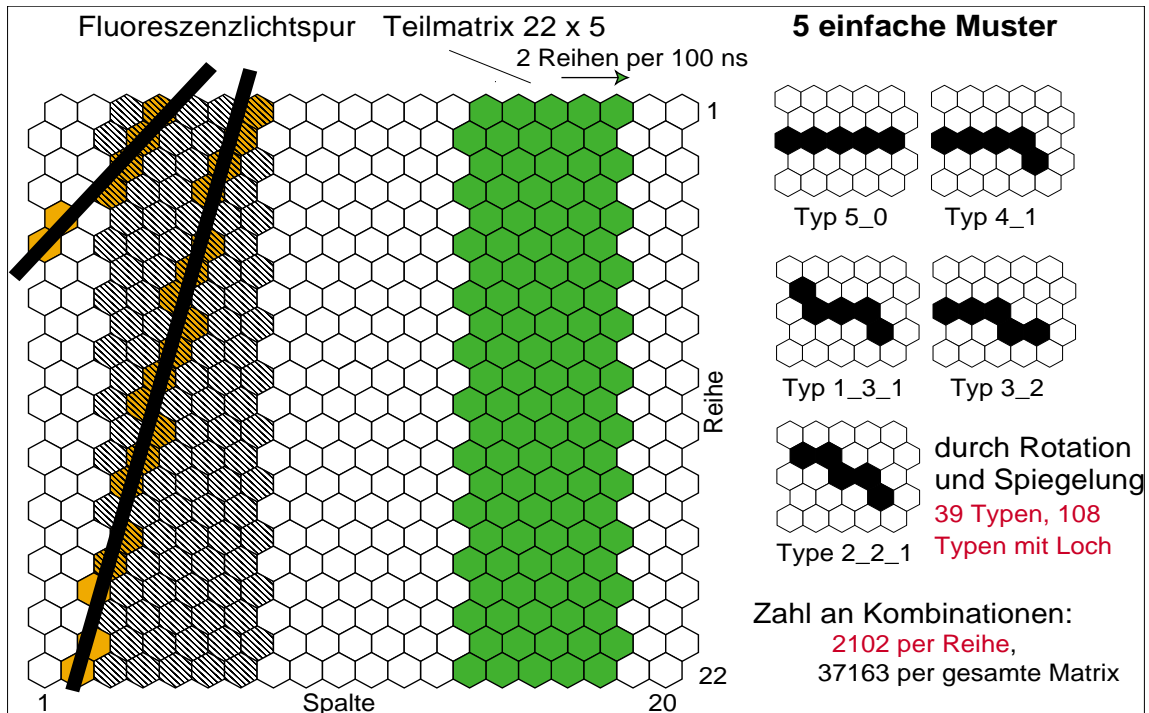 Fluoreszenzlichtspur
Teilmatrix 22 x 5
2 Reihen per 100 ns
1
Reihe
22
1
Spalte
20
5 einfache Muster
Typ 5_0
Typ 4_1
Typ 1_3_1
Typ 3_2
Type 2_2_1
durch Rotation
und Spiegelung
39 Typen, 108
Typen mit Loch
Zahl an Kombinationen:
2102 per Reihe,
37163 per gesamte Matrix